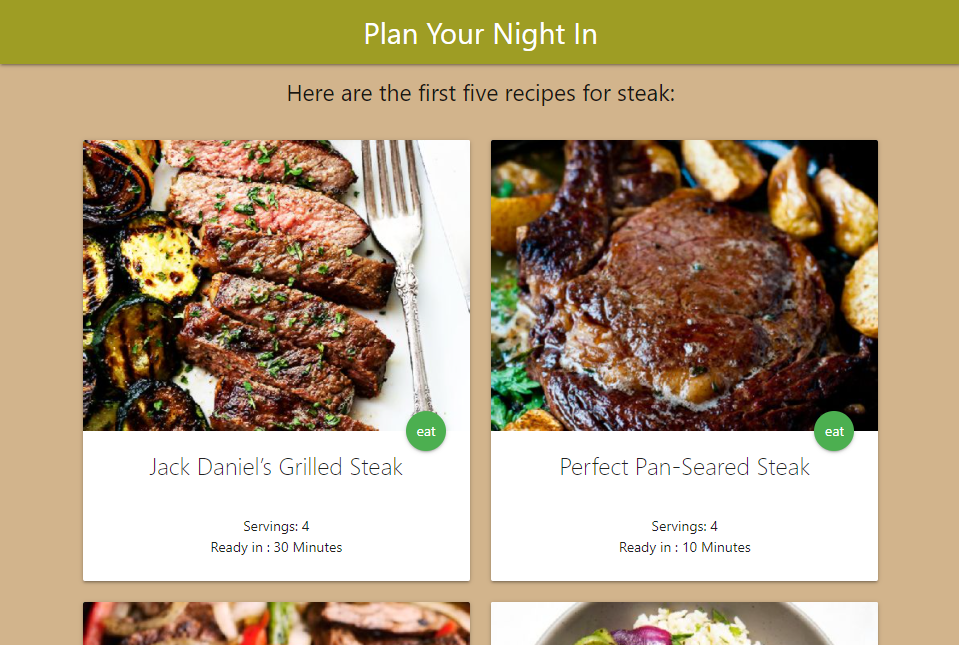 Plan Your Night In
Here are the first five recipes for steak:
eat
Jack Daniel’s Grilled Steak
Servings: 4
Ready in : 30 Minutes
eat
Perfect Pan-Seared Steak
Servings: 4
Ready in : 10 Minutes